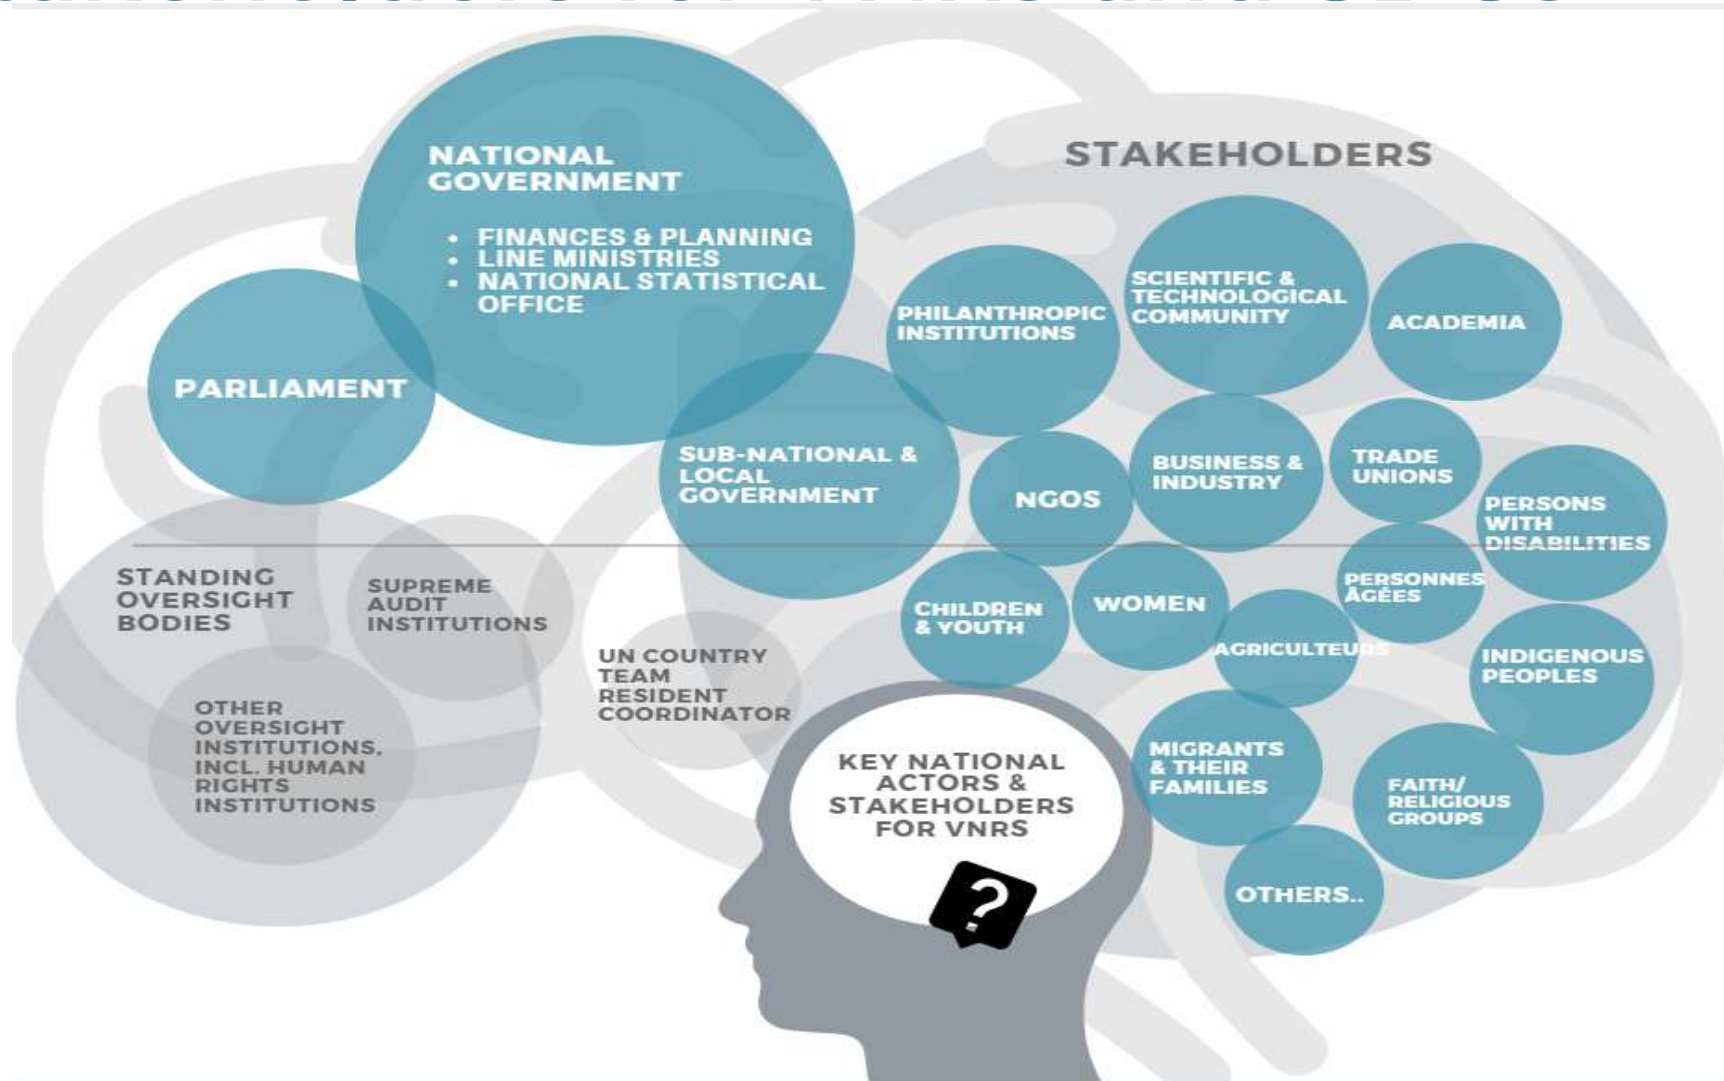 NATIONAL
GOVERNMENT
• FINANCES & PLANNING
• LINE MINISTRIES
• NATIONAL STATISTICAL
OFFICE
PARLIAMENT
SUB-NATIONAL &
LOCAL
GOVERNMENT
STAKEHOLDERS
PHILANTHROPIC
INSTITUTIONS
SCIENTIFIC &
TECHNOLOGICAL
COMMUNITY
ACADEMIA
NGOS
BUSINESS &
INDUSTRY
TRADE
UNIONS
PERSONS
WITH
DISABILITIES
CHILDREN
& YOUTH
WOMEN
PERSONNES
ÂGÉES
AGRICULTEURS
INDIGENOUS
PEOPLES
MIGRANTS
& THEIR
FAMILIES
FAITH/
RELIGIOUS
GROUPS
OTHERS..
STANDING
OVERSIGHT
BODIES
SUPREME
AUDIT
INSTITUTIONS
OTHER
OVERSIGHT
INSTITUTIONS,
INCL. HUMAN
RIGHTS
INSTITUTIONS
UN COUNTRY
TEAM
RESIDENT
COORDINATOR
KEY NATIONAL
ACTORS &
STAKEHOLDERS
FOR VNRS
?